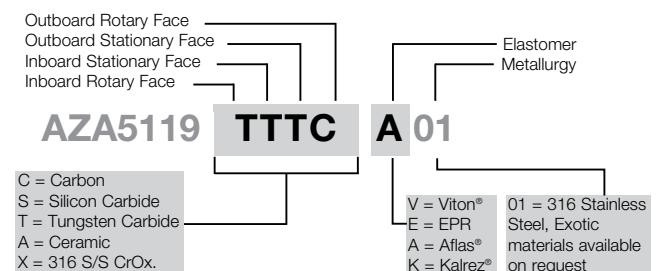 Outboard Rotary Face
Outboard Stationary Face
Inboard Stationary Face
Inboard Rotary Face
Elastomer
Metallurgy
AZA5119 TTTC A 01
C = Carbon
S = Silicon Carbide
T = Tungsten Carbide
A = Ceramic
X = 316 S/S CrOx.
V = Viton®
E = EPR
A = Aflas®
K = Kalrez®
01 = 316 Stainless
Steel, Exotic
materials available
on request